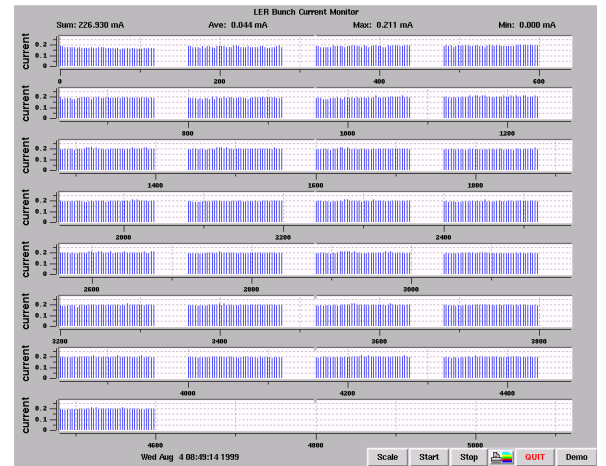 LER Bunch Current Monitor
Sum: 226.930 mA Ave: 0.044 mA Max: 0.211 mA Min: 0.000 mA
current 0.2 0.1 0
0 200 400 600
current 0.2 0.1 0
800 1000 1200
current 0.2 0.1 0
1400 1600 1800
current 0.2 0.1 0
2000 2200 2400
current 0.2 0.1 0
2600 2800 3000
current 0.2 0.1 0
3200 3400 3600 3800
current 0.2 0.1 0
4000 4200 4400
current 0.2 0.1 0
4600 4800 5000
Wed Aug 4 08:49:14 1999 Scale Start Stop QUIT Demo